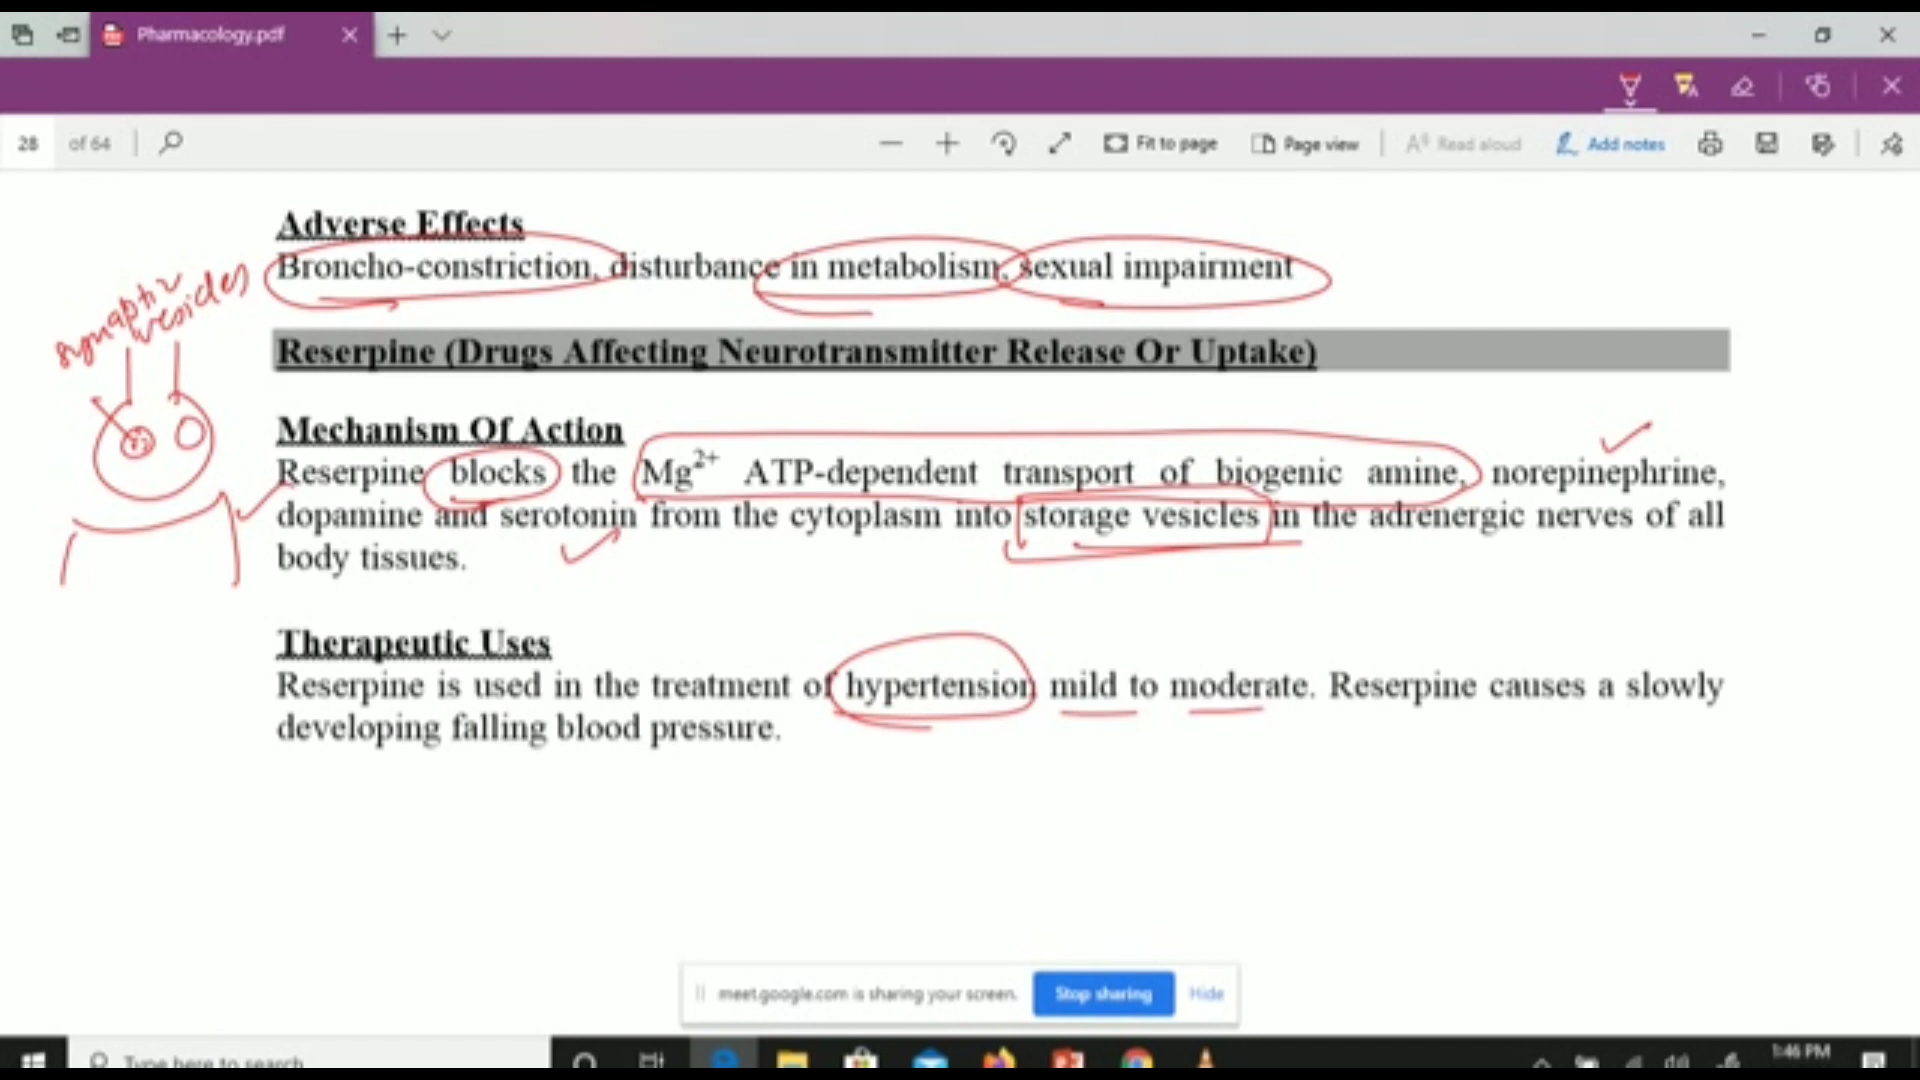 Pharmacology.pdf
28 of 64
Fit to page
Page view
Read aloud
Add notes
Adverse Effects
Broncho-constriction, disturbance in metabolism, sexual impairment
synaptic
vesicles
Reserpine (Drugs Affecting Neurotransmitter Release Or Uptake)
Mechanism Of Action
Reserpine blocks the Mg²⁺ ATP-dependent transport of biogenic amine, norepinephrine,
dopamine and serotonin from the cytoplasm into storage vesicles in the adrenergic nerves of all
body tissues.
Therapeutic Uses
Reserpine is used in the treatment of hypertension mild to moderate. Reserpine causes a slowly
developing falling blood pressure.
meet.google.com is sharing your screen.
Stop sharing
Hide
Type here to search
1:46 PM